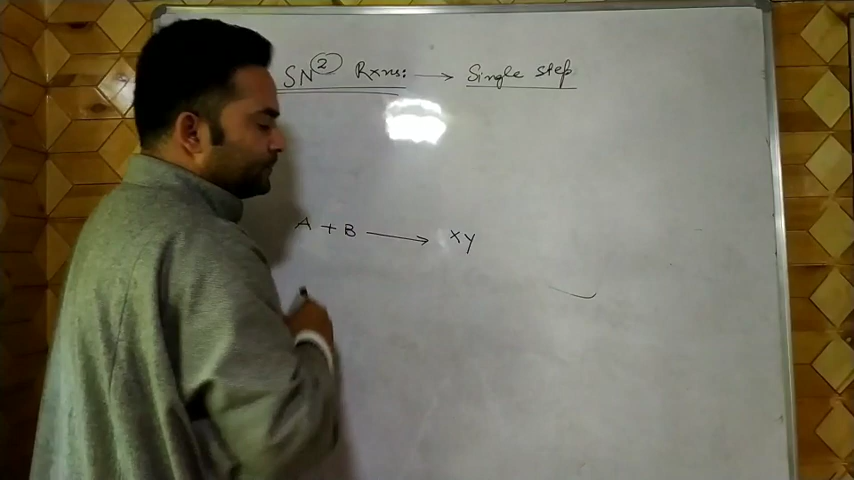 SN² Rxns: → Single step
A + B → XY